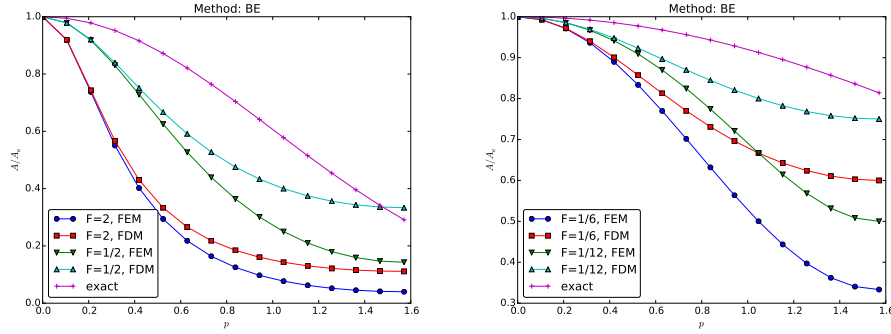 Method: BE
1.0
0.8
0.6
0.4
0.2
0.0
A/A_e
F=2, FEM
F=2, FDM
F=1/2, FEM
F=1/2, FDM
exact
0.0 0.2 0.4 0.6 0.8 1.0 1.2 1.4 1.6
p
Method: BE
1.0
0.9
0.8
0.7
0.6
0.5
0.4
0.3
A/A_e
F=1/6, FEM
F=1/6, FDM
F=1/12, FEM
F=1/12, FDM
exact
0.0 0.2 0.4 0.6 0.8 1.0 1.2 1.4 1.6
p